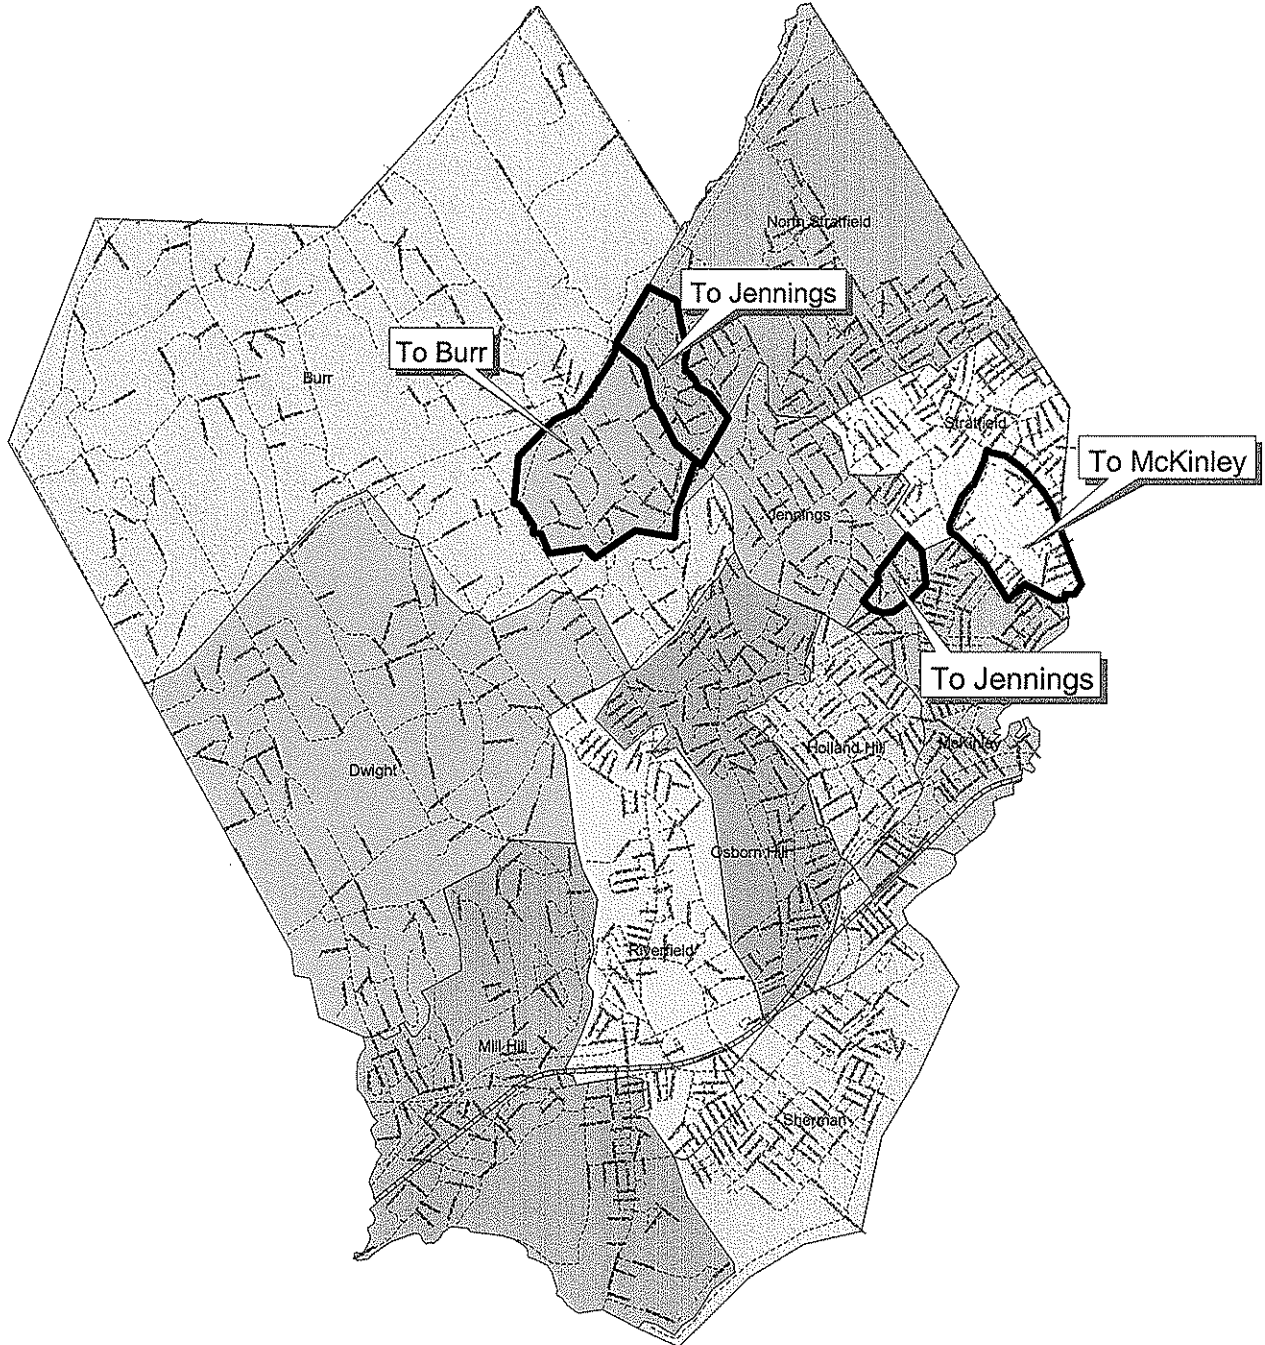 North Stratfield
To Jennings
To Burr
Burr
Stratfield
To McKinley
Jennings
To Jennings
Holland Hill
McKinley
Dwight
Osborn Hill
Riverfield
Mill Hill
Sherman